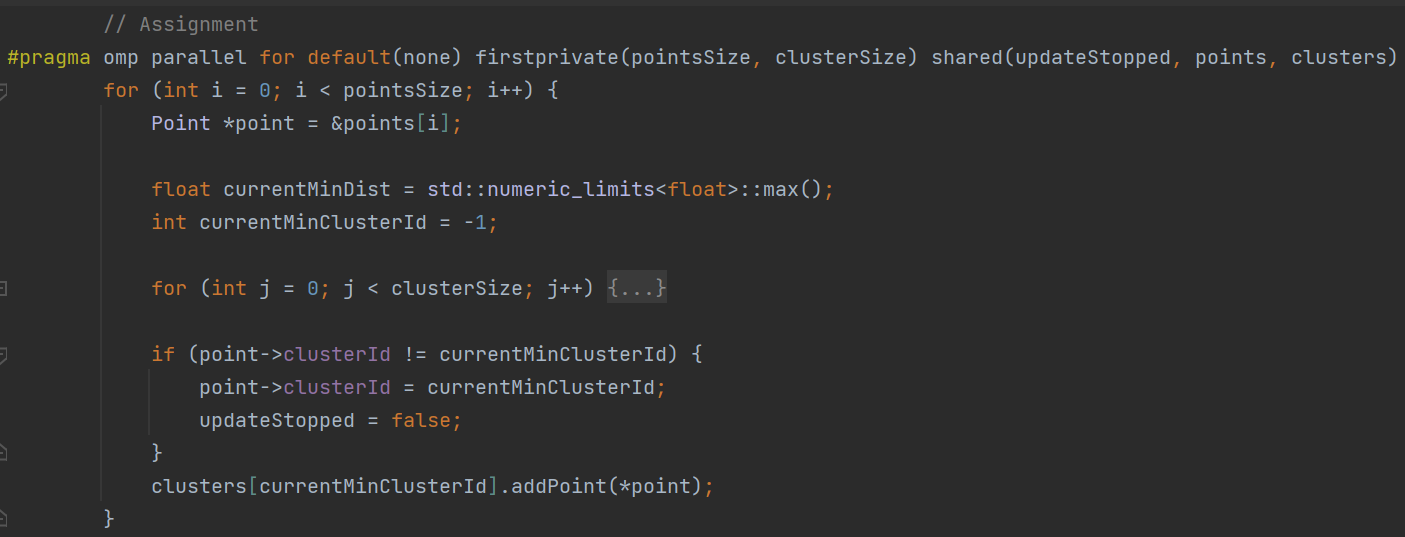 // Assignment
#pragma omp parallel for default(none) firstprivate(pointsSize, clusterSize) shared(updateStopped, points, clusters)
for (int i = 0; i < pointsSize; i++) {
Point *point = &points[i];
float currentMinDist = std::numeric_limits<float>::max();
int currentMinClusterId = -1;
for (int j = 0; j < clusterSize; j++) {...}
if (point->clusterId != currentMinClusterId) {
point->clusterId = currentMinClusterId;
updateStopped = false;
}
clusters[currentMinClusterId].addPoint(*point);
}